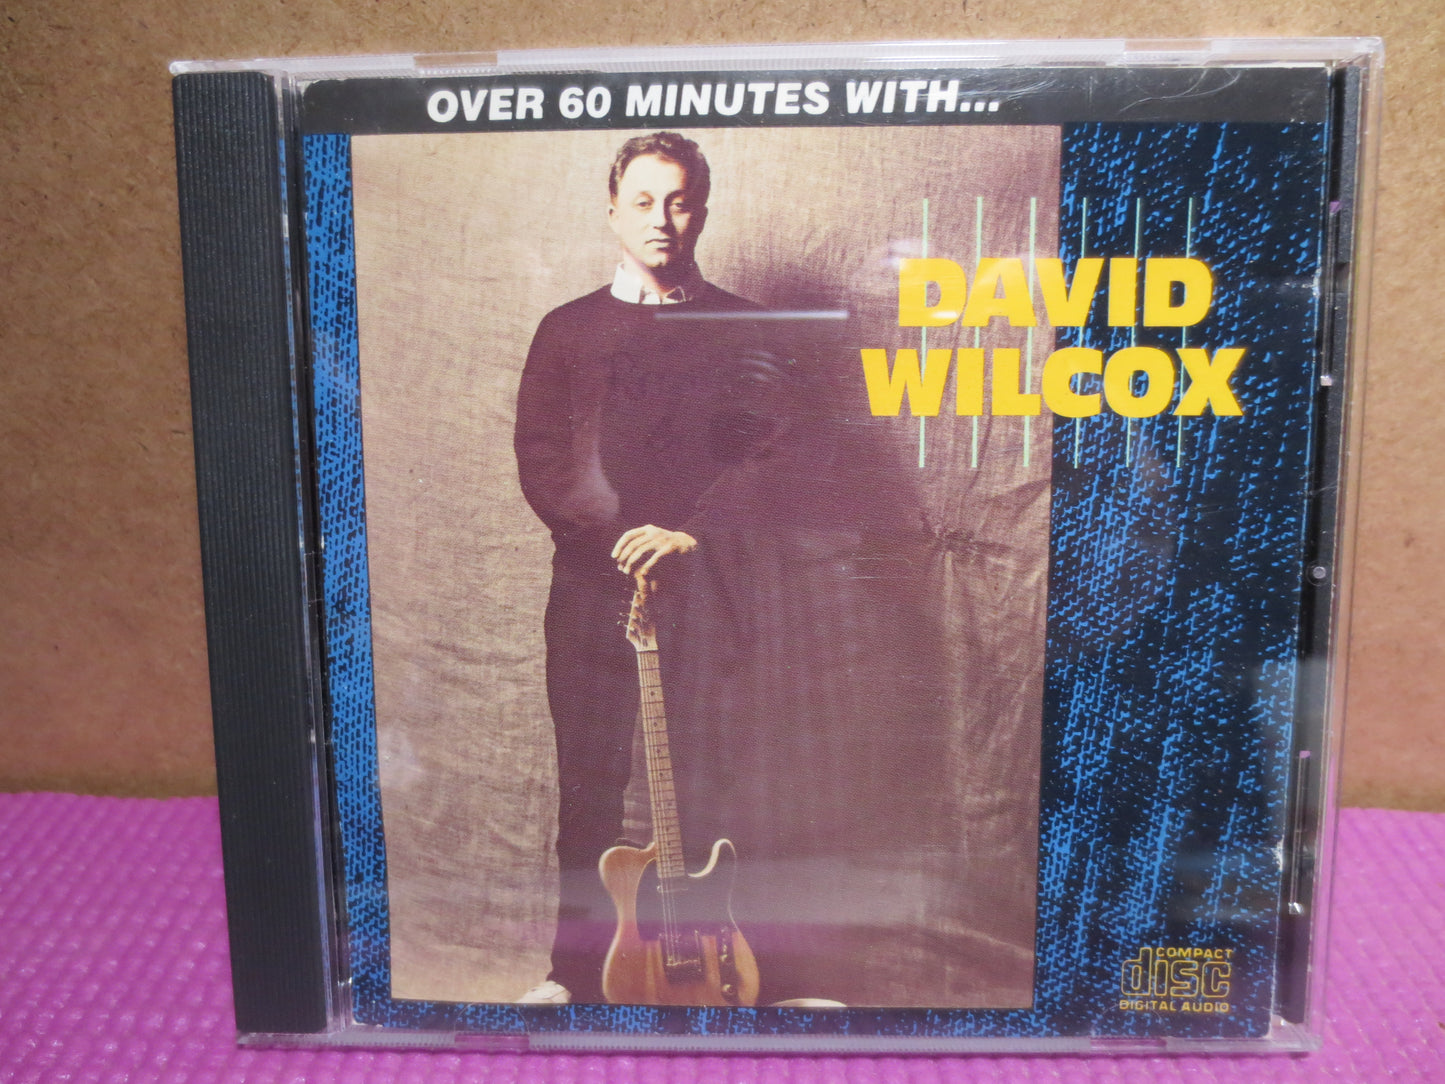 OVER 60 MINUTES WITH...
DAVID
WILCOX
COMPACT
disc
DIGITAL AUDIO